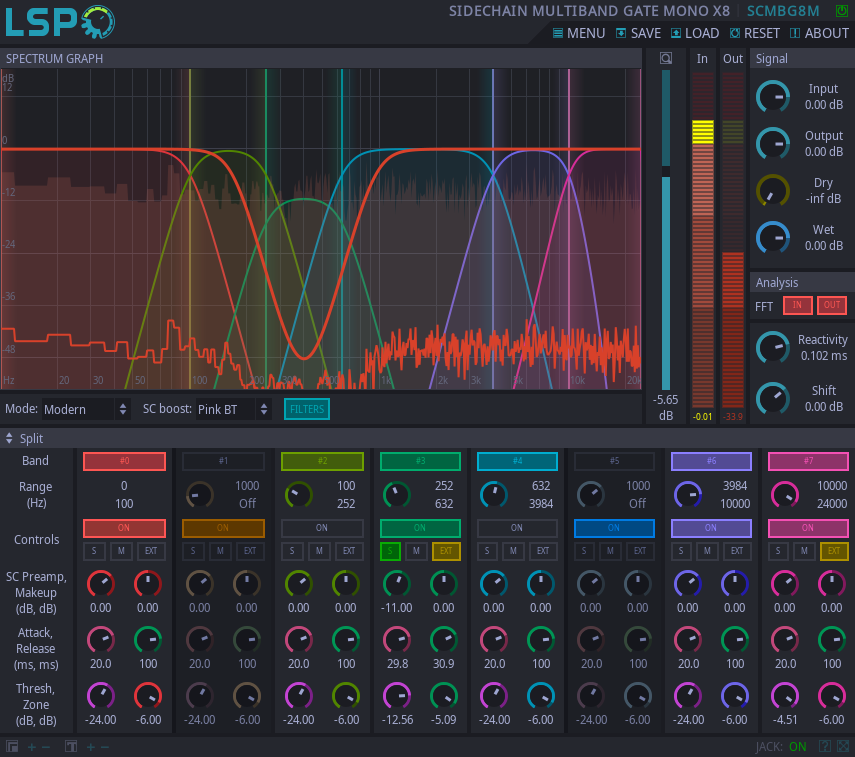 LSP
SIDECHAIN MULTIBAND GATE MONO X8 SCMBG8M
MENU SAVE LOAD RESET ABOUT
SPECTRUM GRAPH
In Out
Signal
dB
12
0
-12
-24
-36
-48
Hz 20 30 50 100 200 1k 2k 3k 10k 20k
Input
0.00 dB
Output
0.00 dB
Dry
-inf dB
Wet
0.00 dB
Analysis
FFT IN OUT
Reactivity
0.102 ms
Shift
0.00 dB
-5.65
dB
-0.01 -33.9
Mode: Modern SC boost: Pink BT FILTERS
Split
Band #0 #1 #2 #3 #4 #5 #6 #7
Range
(Hz)
0 1000 100 252 632 1000 3984 10000
100 Off 252 632 3984 Off 10000 24000
Controls
ON ON ON ON ON ON ON ON
S M EXT S M EXT S M EXT S M EXT S M EXT S M EXT S M EXT S M EXT
SC Preamp,
Makeup
(dB, dB)
0.00 0.00 0.00 0.00 0.00 0.00 -11.00 0.00 0.00 0.00 0.00 0.00 0.00 0.00 0.00 0.00
Attack,
Release
(ms, ms)
20.0 100 20.0 100 20.0 100 29.8 30.9 20.0 100 20.0 100 20.0 100 20.0 100
Thresh,
Zone
(dB, dB)
-24.00 -6.00 -24.00 -6.00 -24.00 -6.00 -12.56 -5.09 -24.00 -6.00 -24.00 -6.00 -24.00 -6.00 -4.51 -6.00
JACK: ON